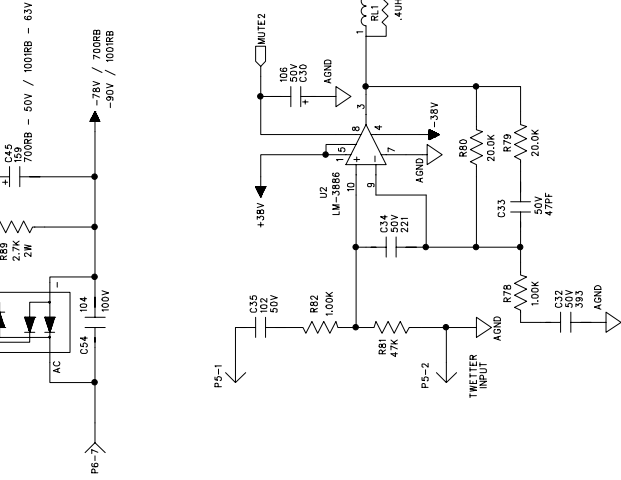 C45
159
700RB - 50V / 1001RB - 63V
-78V / 700RB
-90V / 1001RB
+
R89
2.7K
2W
-
104
100V
C54
AC
P6-7
MUTE2
106
50V
C30
+
AGND
1
RL1
.4UH
3
8
4
-38V
1
5
+
-
7
AGND
+38V
U2
LM-3886
10
9
R80
20.0K
R79
20.0K
C33
50V
47PF
C34
50V
221
C35
102
50V
R82
1.00K
R81
47K
AGND
R78
1.00K
C32
50V
393
AGND
P5-1
P5-2
TWETTER
INPUT